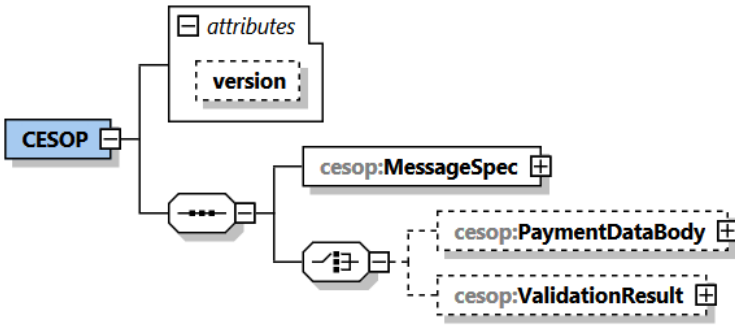 attributes
version
CESOP
cesop:MessageSpec
cesop:PaymentDataBody
cesop:ValidationResult